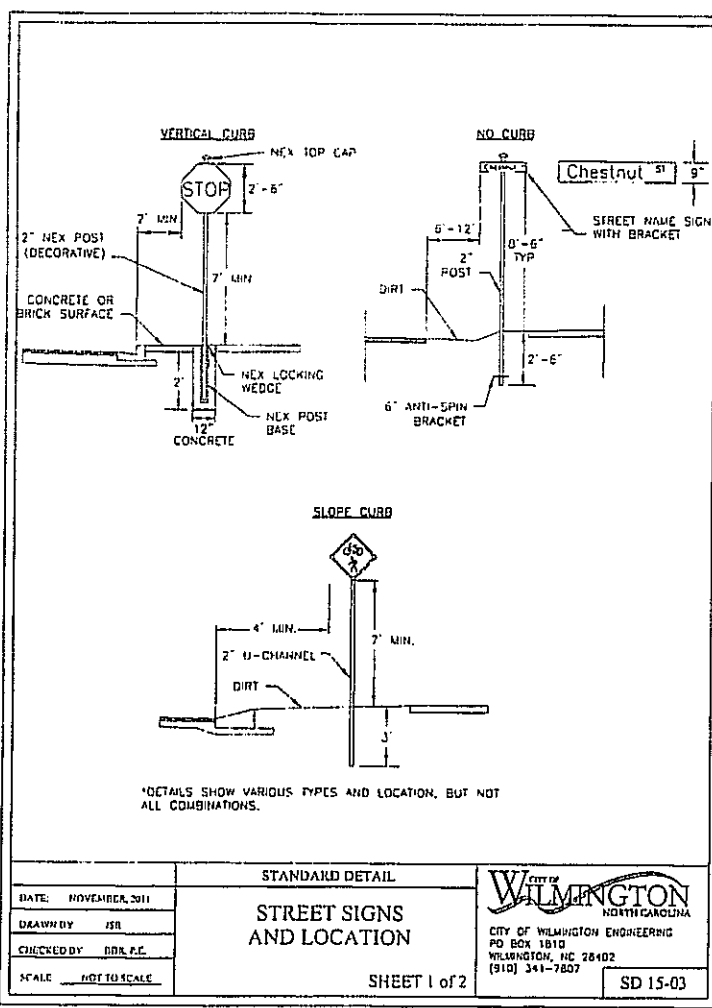 VERTICAL CURB
NEX TOP CAP
STOP
2'-6"
2' MIN
2" NEX POST
(DECORATIVE)
7' MIN
CONCRETE OR
BRICK SURFACE
2'
NEX LOCKING
WEDGE
NEX POST
BASE
12"
CONCRETE
NO CURB
Chestnut ST
9"
STREET NAME SIGN
WITH BRACKET
6'-12'
8'-6"
TYP
2"
POST
DIRT
2'-6"
6" ANTI-SPIN
BRACKET
SLOPE CURB
4' MIN.
7' MIN.
2" U-CHANNEL
DIRT
3'
*DETAILS SHOW VARIOUS TYPES AND LOCATION, BUT NOT
ALL COMBINATIONS.
STANDARD DETAIL
DATE: NOVEMBER, 2011
DRAWN BY JSR
CHECKED BY BDR, P.E.
SCALE NOT TO SCALE
STREET SIGNS
AND LOCATION
SHEET 1 of 2
CITY OF
WILMINGTON
NORTH CAROLINA
CITY OF WILMINGTON ENGINEERING
PO BOX 1810
WILMINGTON, NC 28402
(910) 341-7807
SD 15-03